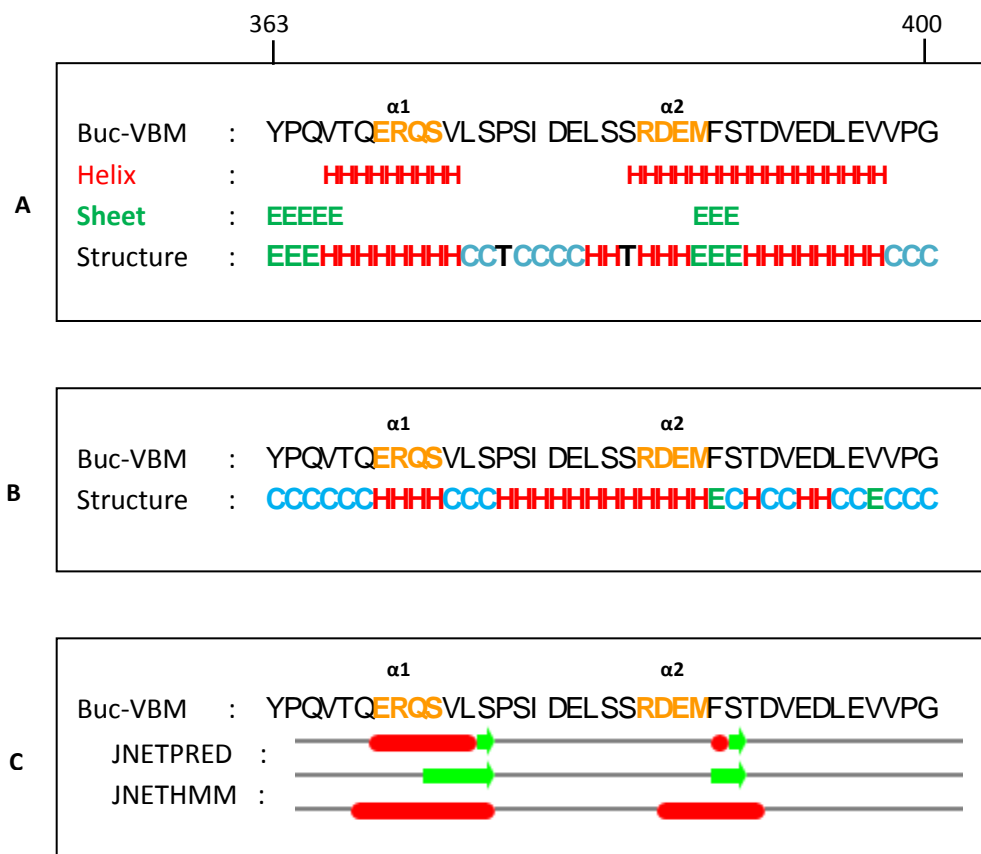 363 400
α1 α2
Buc-VBM : YPQVTQERQSVLSPSI DELSSRDEMFSTDVEDLEVVPG
Helix : HHHHHHHH HHHHHHHHHHHHHHH
A
Sheet : EEEEE EEE
Structure : EEEHHHHHHHHCCTCCCCHHTHHHEEEHHHHHHHHCCC
α1 α2
Buc-VBM : YPQVTQERQSVLSPSI DELSSRDEMFSTDVEDLEVVPG
B
Structure : CCCCCCHHHHCCCHHHHHHHHHHHHECHCCHHCCECCC
α1 α2
Buc-VBM : YPQVTQERQSVLSPSI DELSSRDEMFSTDVEDLEVVPG
C
JNETPRED :
JNETHMM :